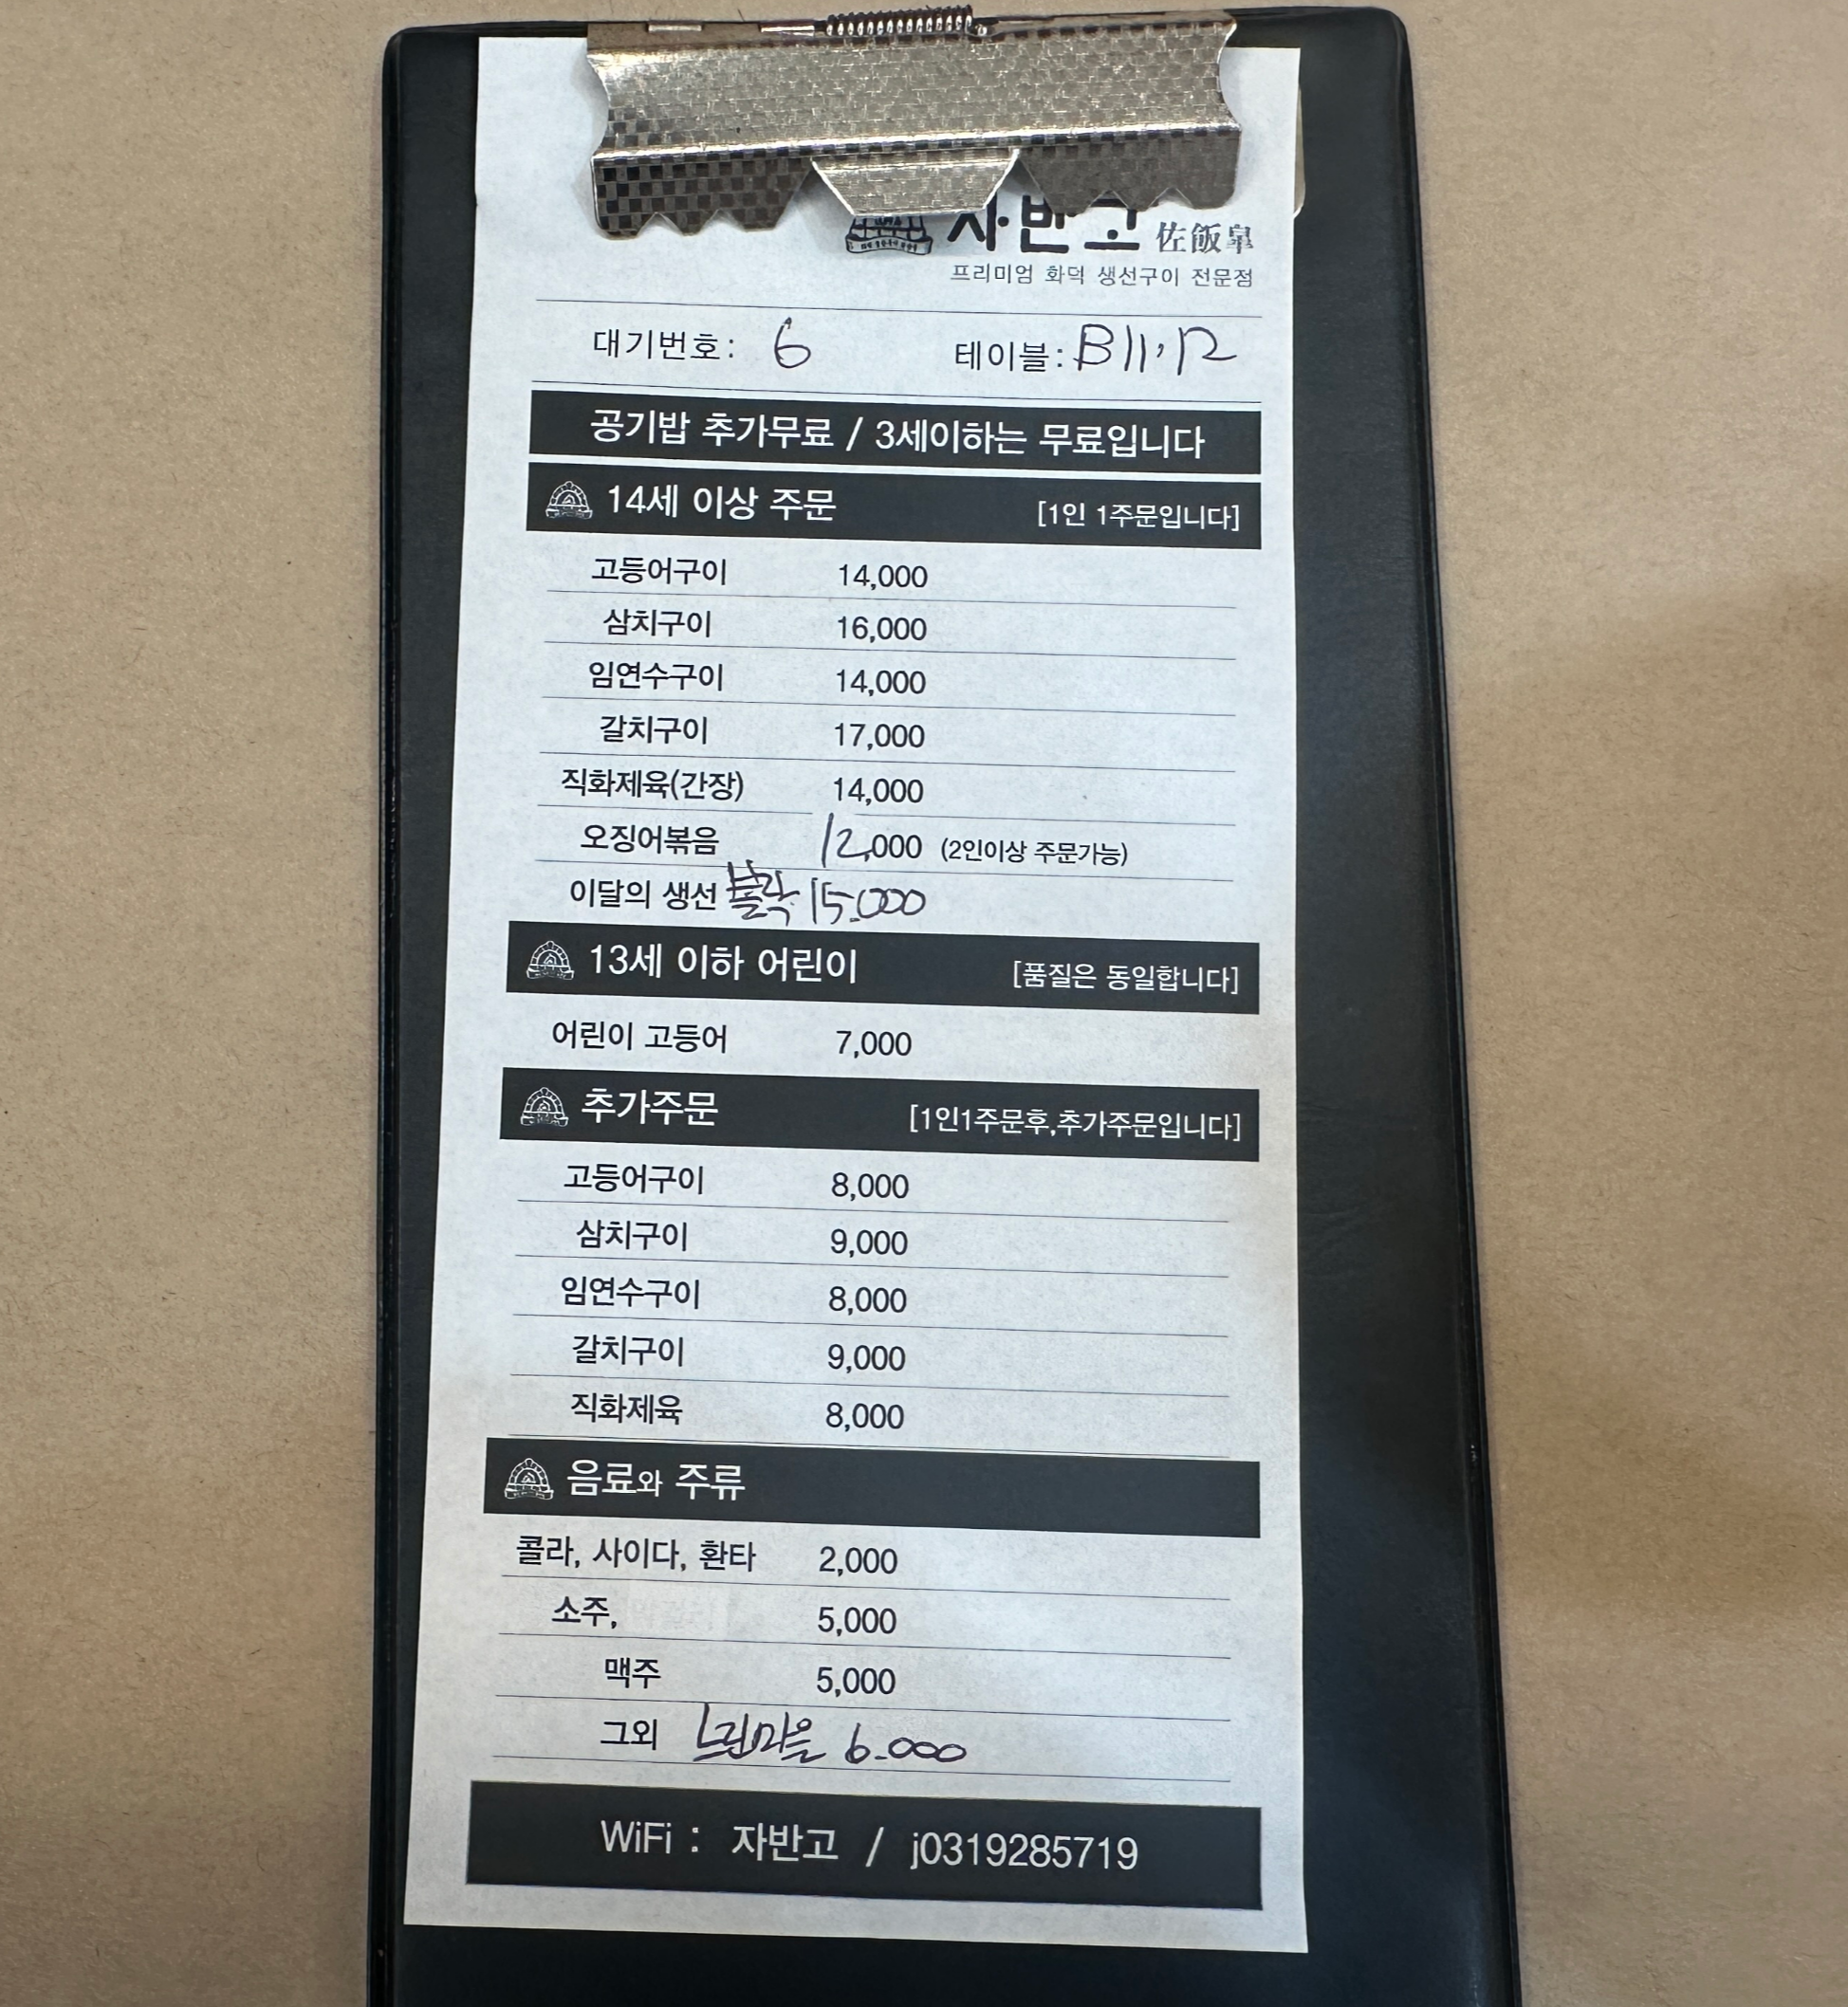 자반고 佐飯皐
프리미엄 화덕 생선구이 전문점
대기번호: 6 테이블: B11, 12
공기밥 추가무료 / 3세이하는 무료입니다
14세 이상 주문 [1인 1주문입니다]
고등어구이 14,000
삼치구이 16,000
임연수구이 14,000
갈치구이 17,000
직화제육(간장) 14,000
오징어볶음 12,000 (2인이상 주문가능)
이달의 생선 볼락 15.000
13세 이하 어린이 [품질은 동일합니다]
어린이 고등어 7,000
추가주문 [1인1주문후,추가주문입니다]
고등어구이 8,000
삼치구이 9,000
임연수구이 8,000
갈치구이 9,000
직화제육 8,000
음료와 주류
콜라, 사이다, 환타 2,000
소주, 5,000
맥주 5,000
그외 느린마을 6.000
WiFi : 자반고 / j0319285719